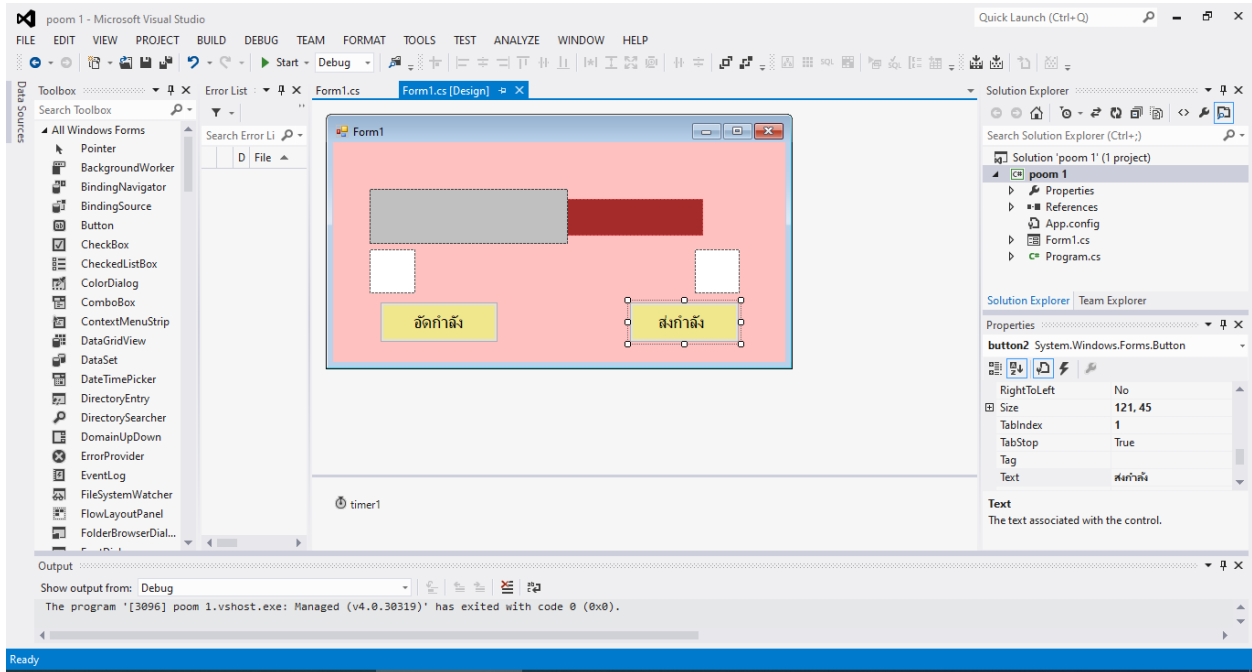 poom 1 - Microsoft Visual Studio
Quick Launch (Ctrl+Q)
FILE EDIT VIEW PROJECT BUILD DEBUG TEAM FORMAT TOOLS TEST ANALYZE WINDOW HELP
Start Debug
Data Sources
Toolbox
Search Toolbox
All Windows Forms
Pointer
BackgroundWorker
BindingNavigator
BindingSource
Button
CheckBox
CheckedListBox
ColorDialog
ComboBox
ContextMenuStrip
DataGridView
DataSet
DateTimePicker
DirectoryEntry
DirectorySearcher
DomainUpDown
ErrorProvider
EventLog
FileSystemWatcher
FlowLayoutPanel
FolderBrowserDial...
Error List
Search Error Li
D File
Form1.cs Form1.cs [Design]
Form1
อัดกำลัง ส่งกำลัง
timer1
Solution Explorer
Search Solution Explorer (Ctrl+;)
Solution 'poom 1' (1 project)
poom 1
Properties
References
App.config
Form1.cs
Program.cs
Solution Explorer Team Explorer
Properties
button2 System.Windows.Forms.Button
RightToLeft No
Size 121, 45
TabIndex 1
TabStop True
Tag
Text ส่งกำลัง
Text
The text associated with the control.
Output
Show output from: Debug
The program '[3096] poom 1.vshost.exe: Managed (v4.0.30319)' has exited with code 0 (0x0).
Ready